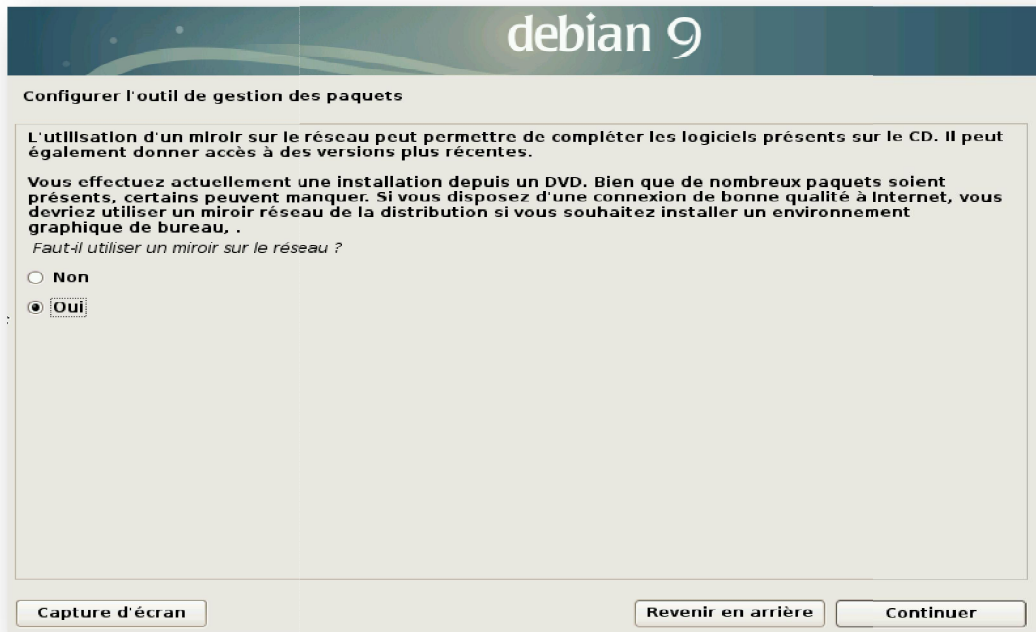 debian 9
Configurer l'outil de gestion des paquets
L'utilisation d'un miroir sur le réseau peut permettre de compléter les logiciels présents sur le CD. Il peut
également donner accès à des versions plus récentes.
Vous effectuez actuellement une installation depuis un DVD. Bien que de nombreux paquets soient
présents, certains peuvent manquer. Si vous disposez d'une connexion de bonne qualité à Internet, vous
devriez utiliser un miroir réseau de la distribution si vous souhaitez installer un environnement
graphique de bureau, .
Faut-il utiliser un miroir sur le réseau ?
Non
Oui
Capture d'écran
Revenir en arrière
Continuer